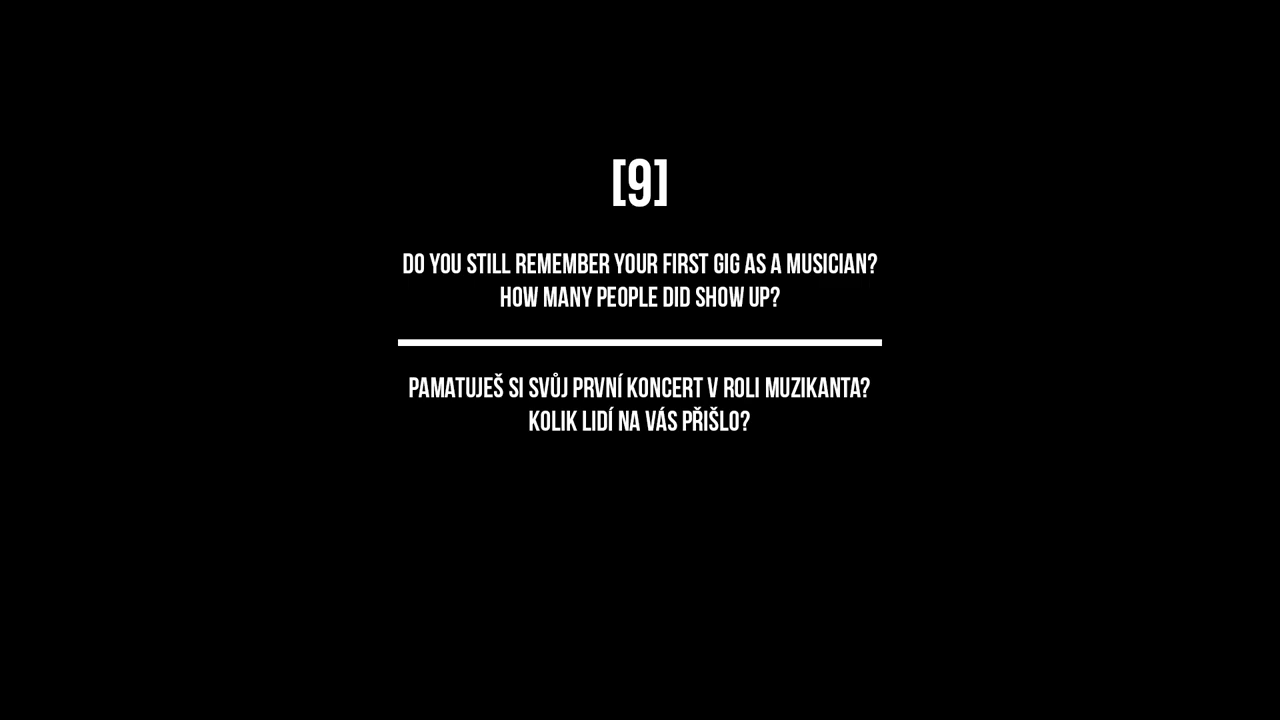 [9]
DO YOU STILL REMEMBER YOUR FIRST GIG AS A MUSICIAN?
HOW MANY PEOPLE DID SHOW UP?
PAMATUJEŠ SI SVŮJ PRVNÍ KONCERT V ROLI MUZIKANTA?
KOLIK LIDÍ NA VÁS PŘIŠLO?